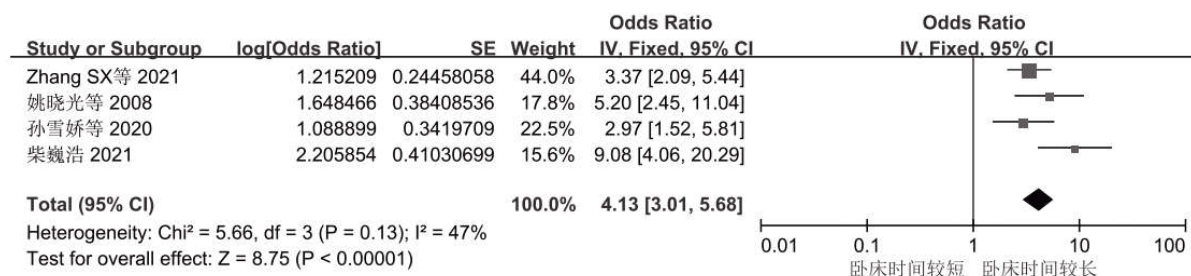 Odds Ratio Odds Ratio
Study or Subgroup log[Odds Ratio] SE Weight IV, Fixed, 95% CI IV, Fixed, 95% CI
Zhang SX等 2021 1.215209 0.24458058 44.0% 3.37 [2.09, 5.44]
姚晓光等 2008 1.648466 0.38408536 17.8% 5.20 [2.45, 11.04]
孙雪娇等 2020 1.088899 0.3419709 22.5% 2.97 [1.52, 5.81]
柴巍浩 2021 2.205854 0.41030699 15.6% 9.08 [4.06, 20.29]
Total (95% CI) 100.0% 4.13 [3.01, 5.68]
Heterogeneity: Chi² = 5.66, df = 3 (P = 0.13); I² = 47%
Test for overall effect: Z = 8.75 (P < 0.00001)
0.01 0.1 1 10 100
卧床时间较短 卧床时间较长